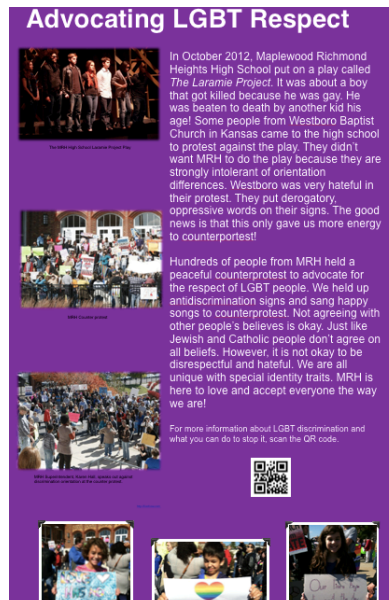 Advocating LGBT Respect
In October 2012, Maplewood Richmond
Heights High School put on a play called
The Laramie Project. It was about a boy
that got killed because he was gay. He
was beaten to death by another kid his
age! Some people from Westboro Baptist
Church in Kansas came to the high school
to protest against the play. They didn't
want MRH to do the play because they are
strongly intolerant of orientation
differences. Westboro was very hateful in
their protest. They put derogatory,
oppressive words on their signs. The good
news is that this only gave us more energy
to counterportest!
Hundreds of people from MRH held a
peaceful counterprotest to advocate for
the respect of LGBT people. We held up
antidiscrimination signs and sang happy
songs to counterprotest. Not agreeing with
other people's believes is okay. Just like
Jewish and Catholic people don't agree on
all beliefs. However, it is not okay to be
disrespectful and hateful. We are all
unique with special identity traits. MRH is
here to love and accept everyone the way
we are!
For more information about LGBT discrimination and
what you can do to stop it, scan the QR code.
The MRH High School Laramie Project Play
MRH Counter protest
discrimination orientation at the counter protest
Our